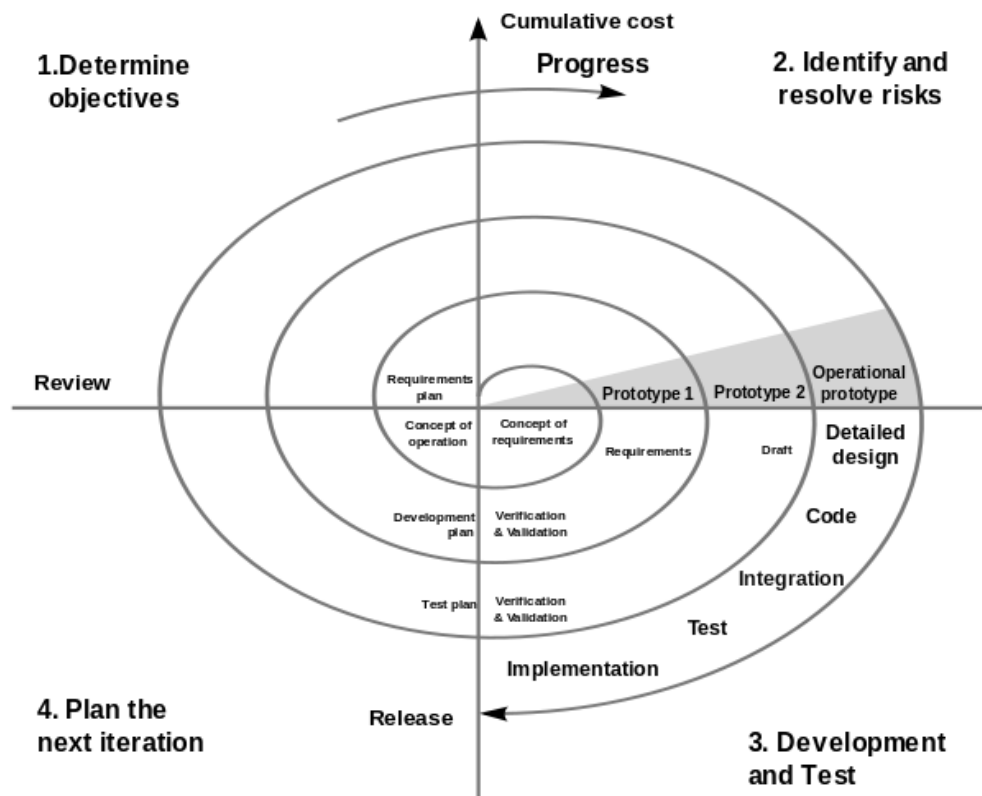 Cumulative cost
Progress
1.Determine
objectives
2. Identify and
resolve risks
Review
Requirements
plan
Prototype 1
Prototype 2
Operational
prototype
Concept of
operation
Concept of
requirements
Requirements
Draft
Detailed
design
Development
plan
Verification
& Validation
Code
Integration
Test plan
Verification
& Validation
Test
Implementation
Release
4. Plan the
next iteration
3. Development
and Test